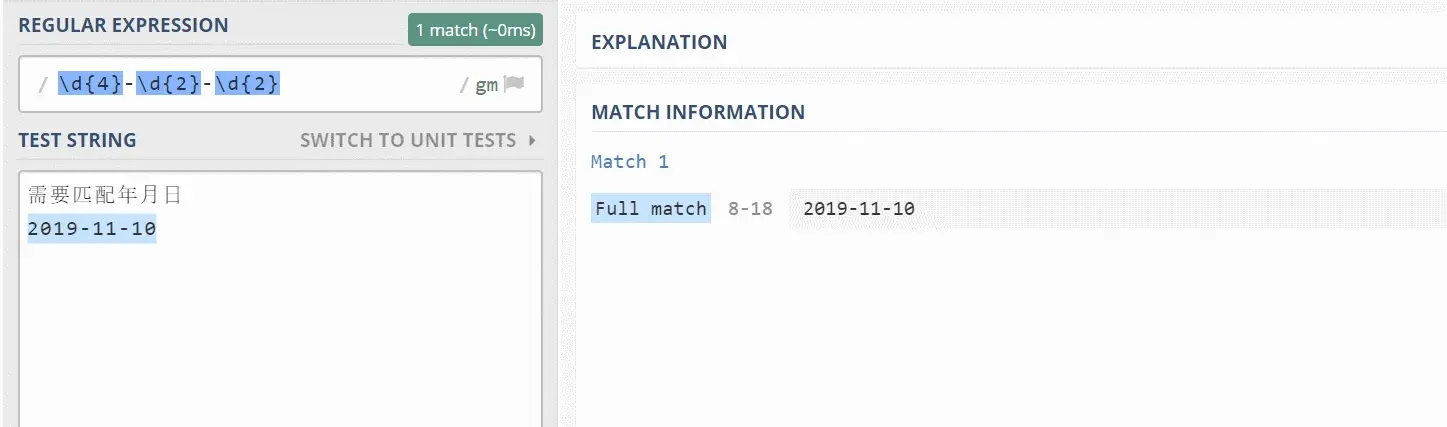 REGULAR EXPRESSION
1 match (~0ms)
/ \d{4}-\d{2}-\d{2} / gm
TEST STRING
SWITCH TO UNIT TESTS
需要匹配年月日
2019-11-10
EXPLANATION
MATCH INFORMATION
Match 1
Full match 8-18 2019-11-10